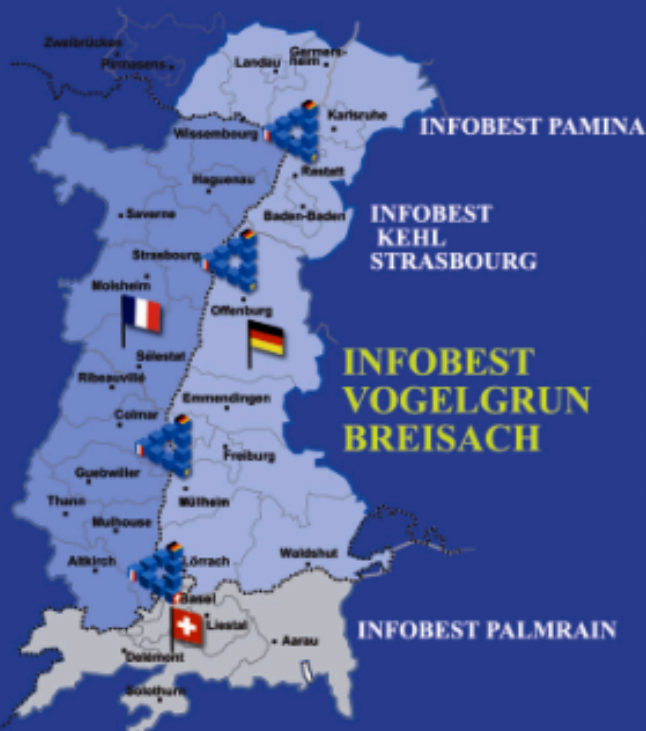 Zweibrücken
Pirmasens
Landau
Germers-
heim
Karlsruhe
Wissembourg
INFOBEST PAMINA
Rastatt
Haguenau
Baden-Baden
Saverne
INFOBEST
KEHL
STRASBOURG
Strasbourg
Molsheim
Offenburg
Sélestat
INFOBEST
VOGELGRUN
BREISACH
Ribeauvillé
Emmendingen
Colmar
Freiburg
Guebwiller
Thann
Müllheim
Mulhouse
Altkirch
Lörrach
Waldshut
Basel
Liestal
INFOBEST PALMRAIN
Aarau
Delémont
Solothurn